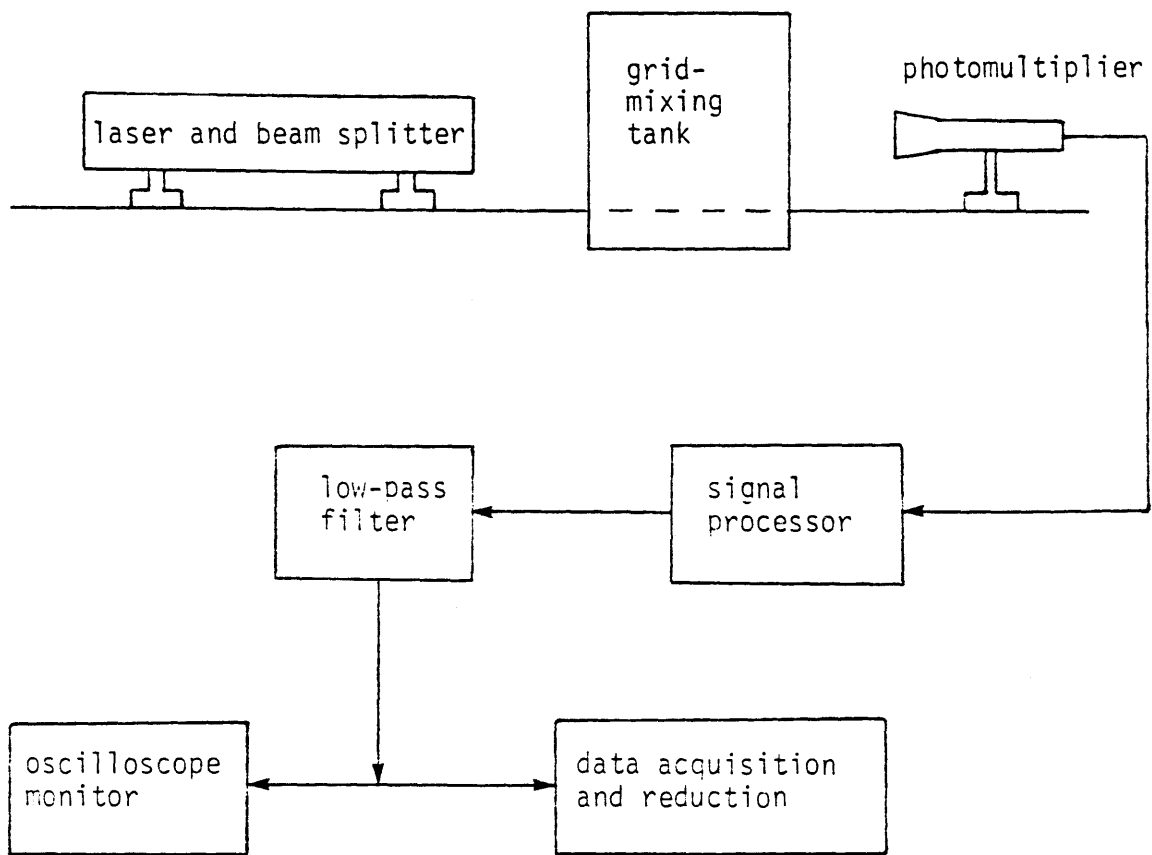 grid-
mixing
tank
photomultiplier
laser and beam splitter
low-pass
filter
signal
processor
oscilloscope
monitor
data acquisition
and reduction